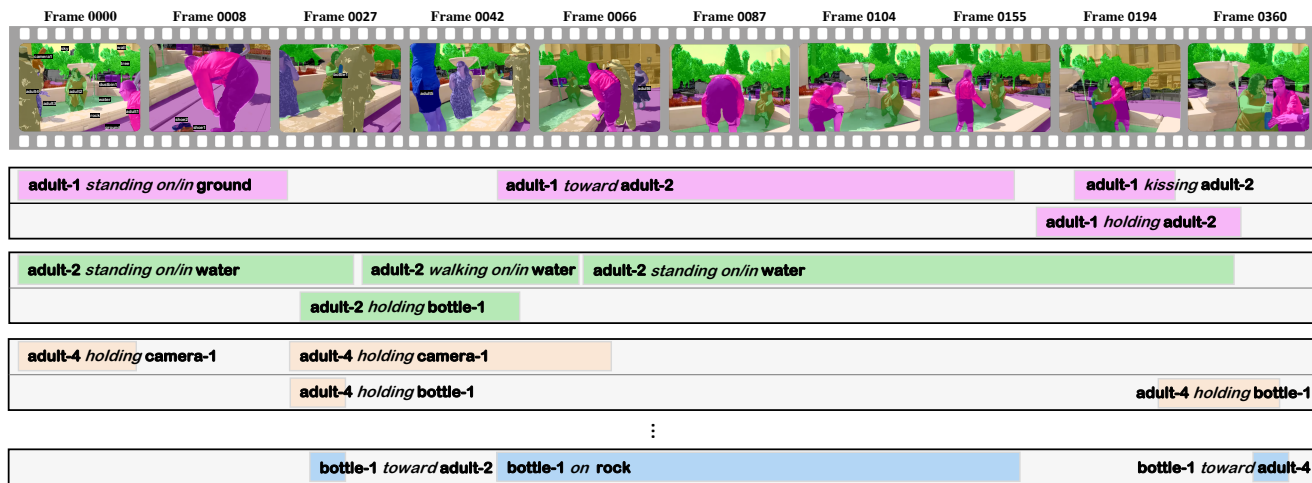 Frame 0000 Frame 0008 Frame 0027 Frame 0042 Frame 0066 Frame 0087 Frame 0104 Frame 0155 Frame 0194 Frame 0360
adult-1 standing on/in ground adult-1 toward adult-2 adult-1 kissing adult-2
adult-1 holding adult-2
adult-2 standing on/in water adult-2 walking on/in water adult-2 standing on/in water
adult-2 holding bottle-1
adult-4 holding camera-1 adult-4 holding camera-1
adult-4 holding bottle-1 adult-4 holding bottle-1
⋮
bottle-1 toward adult-2 bottle-1 on rock bottle-1 toward adult-4